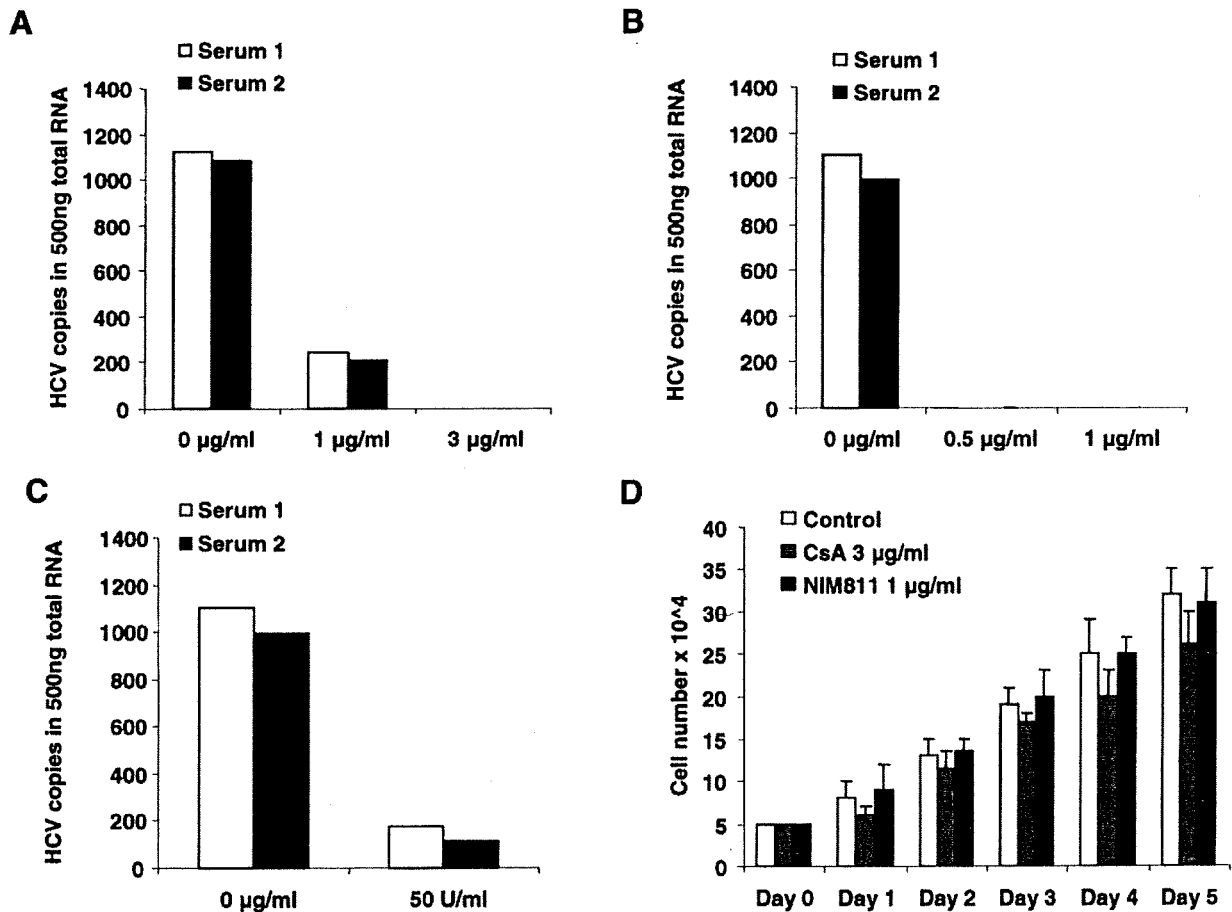 A
Serum 1
Serum 2
HCV copies in 500ng total RNA
1400
1200
1000
800
600
400
200
0
0 µg/ml 1 µg/ml 3 µg/ml
B
Serum 1
Serum 2
HCV copies in 500ng total RNA
1400
1200
1000
800
600
400
200
0
0 µg/ml 0.5 µg/ml 1 µg/ml
C
Serum 1
Serum 2
HCV copies in 500ng total RNA
1400
1200
1000
800
600
400
200
0
0 µg/ml 50 U/ml
D
Control
CsA 3 µg/ml
NIM811 1 µg/ml
Cell number x 10^4
40
35
30
25
20
15
10
5
Day 0 Day 1 Day 2 Day 3 Day 4 Day 5